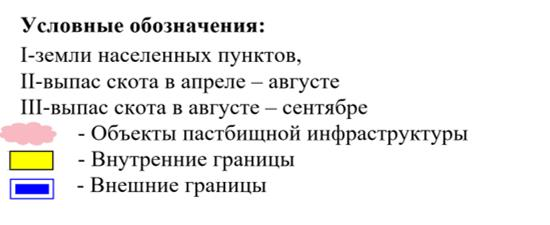 Условные обозначения:
I-земли населенных пунктов,
II-выпас скота в апреле – августе
III-выпас скота в августе – сентябре
- Объекты пастбищной инфраструктуры
- Внутренние границы
- Внешние границы